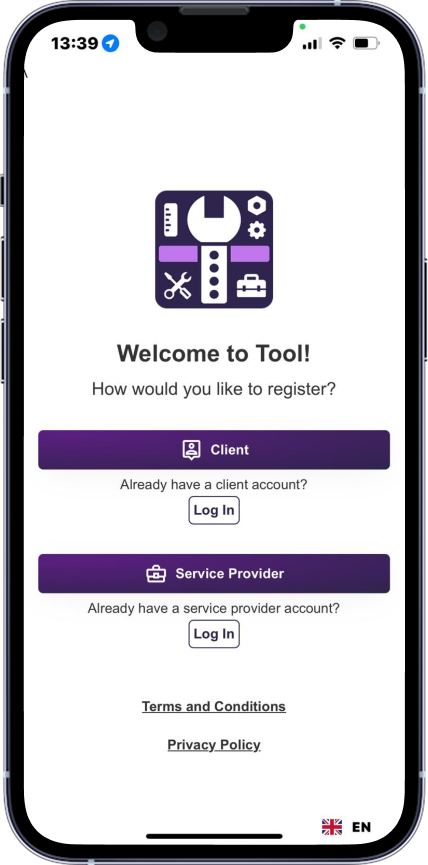 13:39
Welcome to Tool!
How would you like to register?
Client
Already have a client account?
Log In
Service Provider
Already have a service provider account?
Log In
Terms and Conditions
Privacy Policy
EN